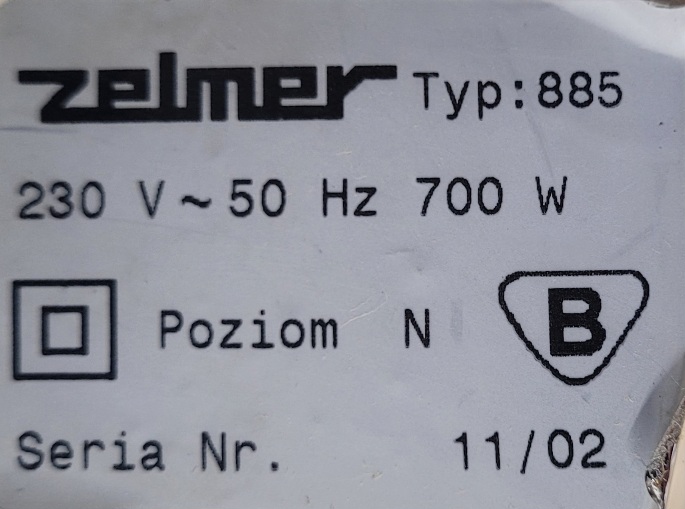 zelmer Typ:885
230 V ~ 50 Hz 700 W
Poziom N B
Seria Nr. 11/02